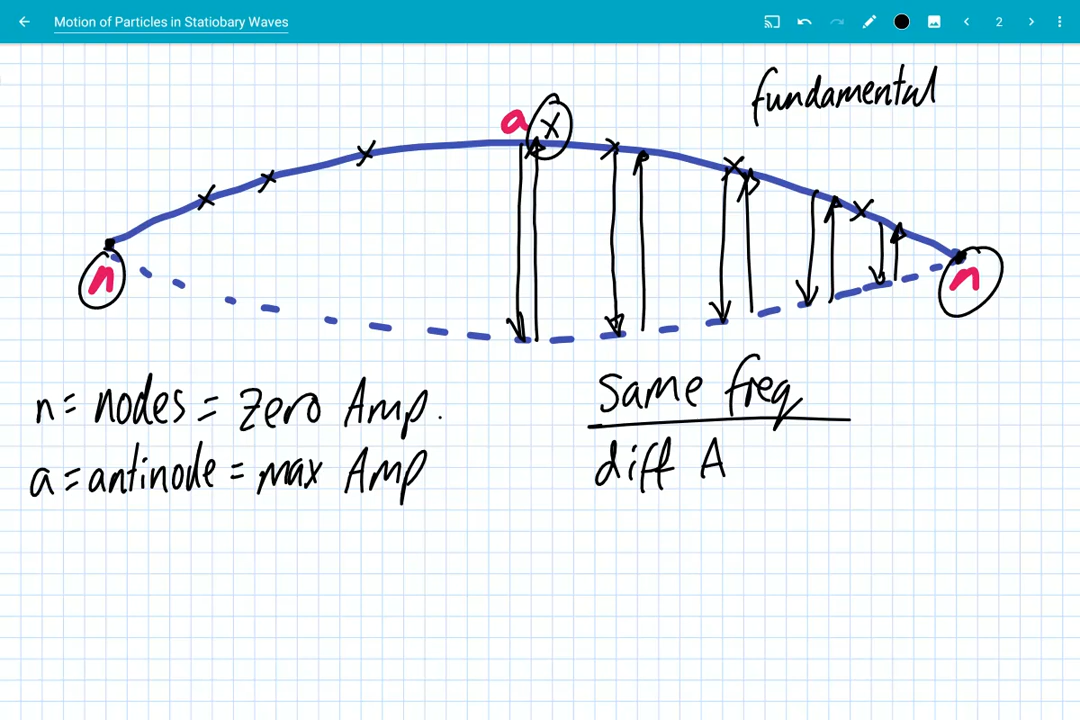 Motion of Particles in Statiobary Waves
2
fundamental
a x
n
n
n = nodes = Zero Amp.
a = antinode = max Amp
Same freq
diff A